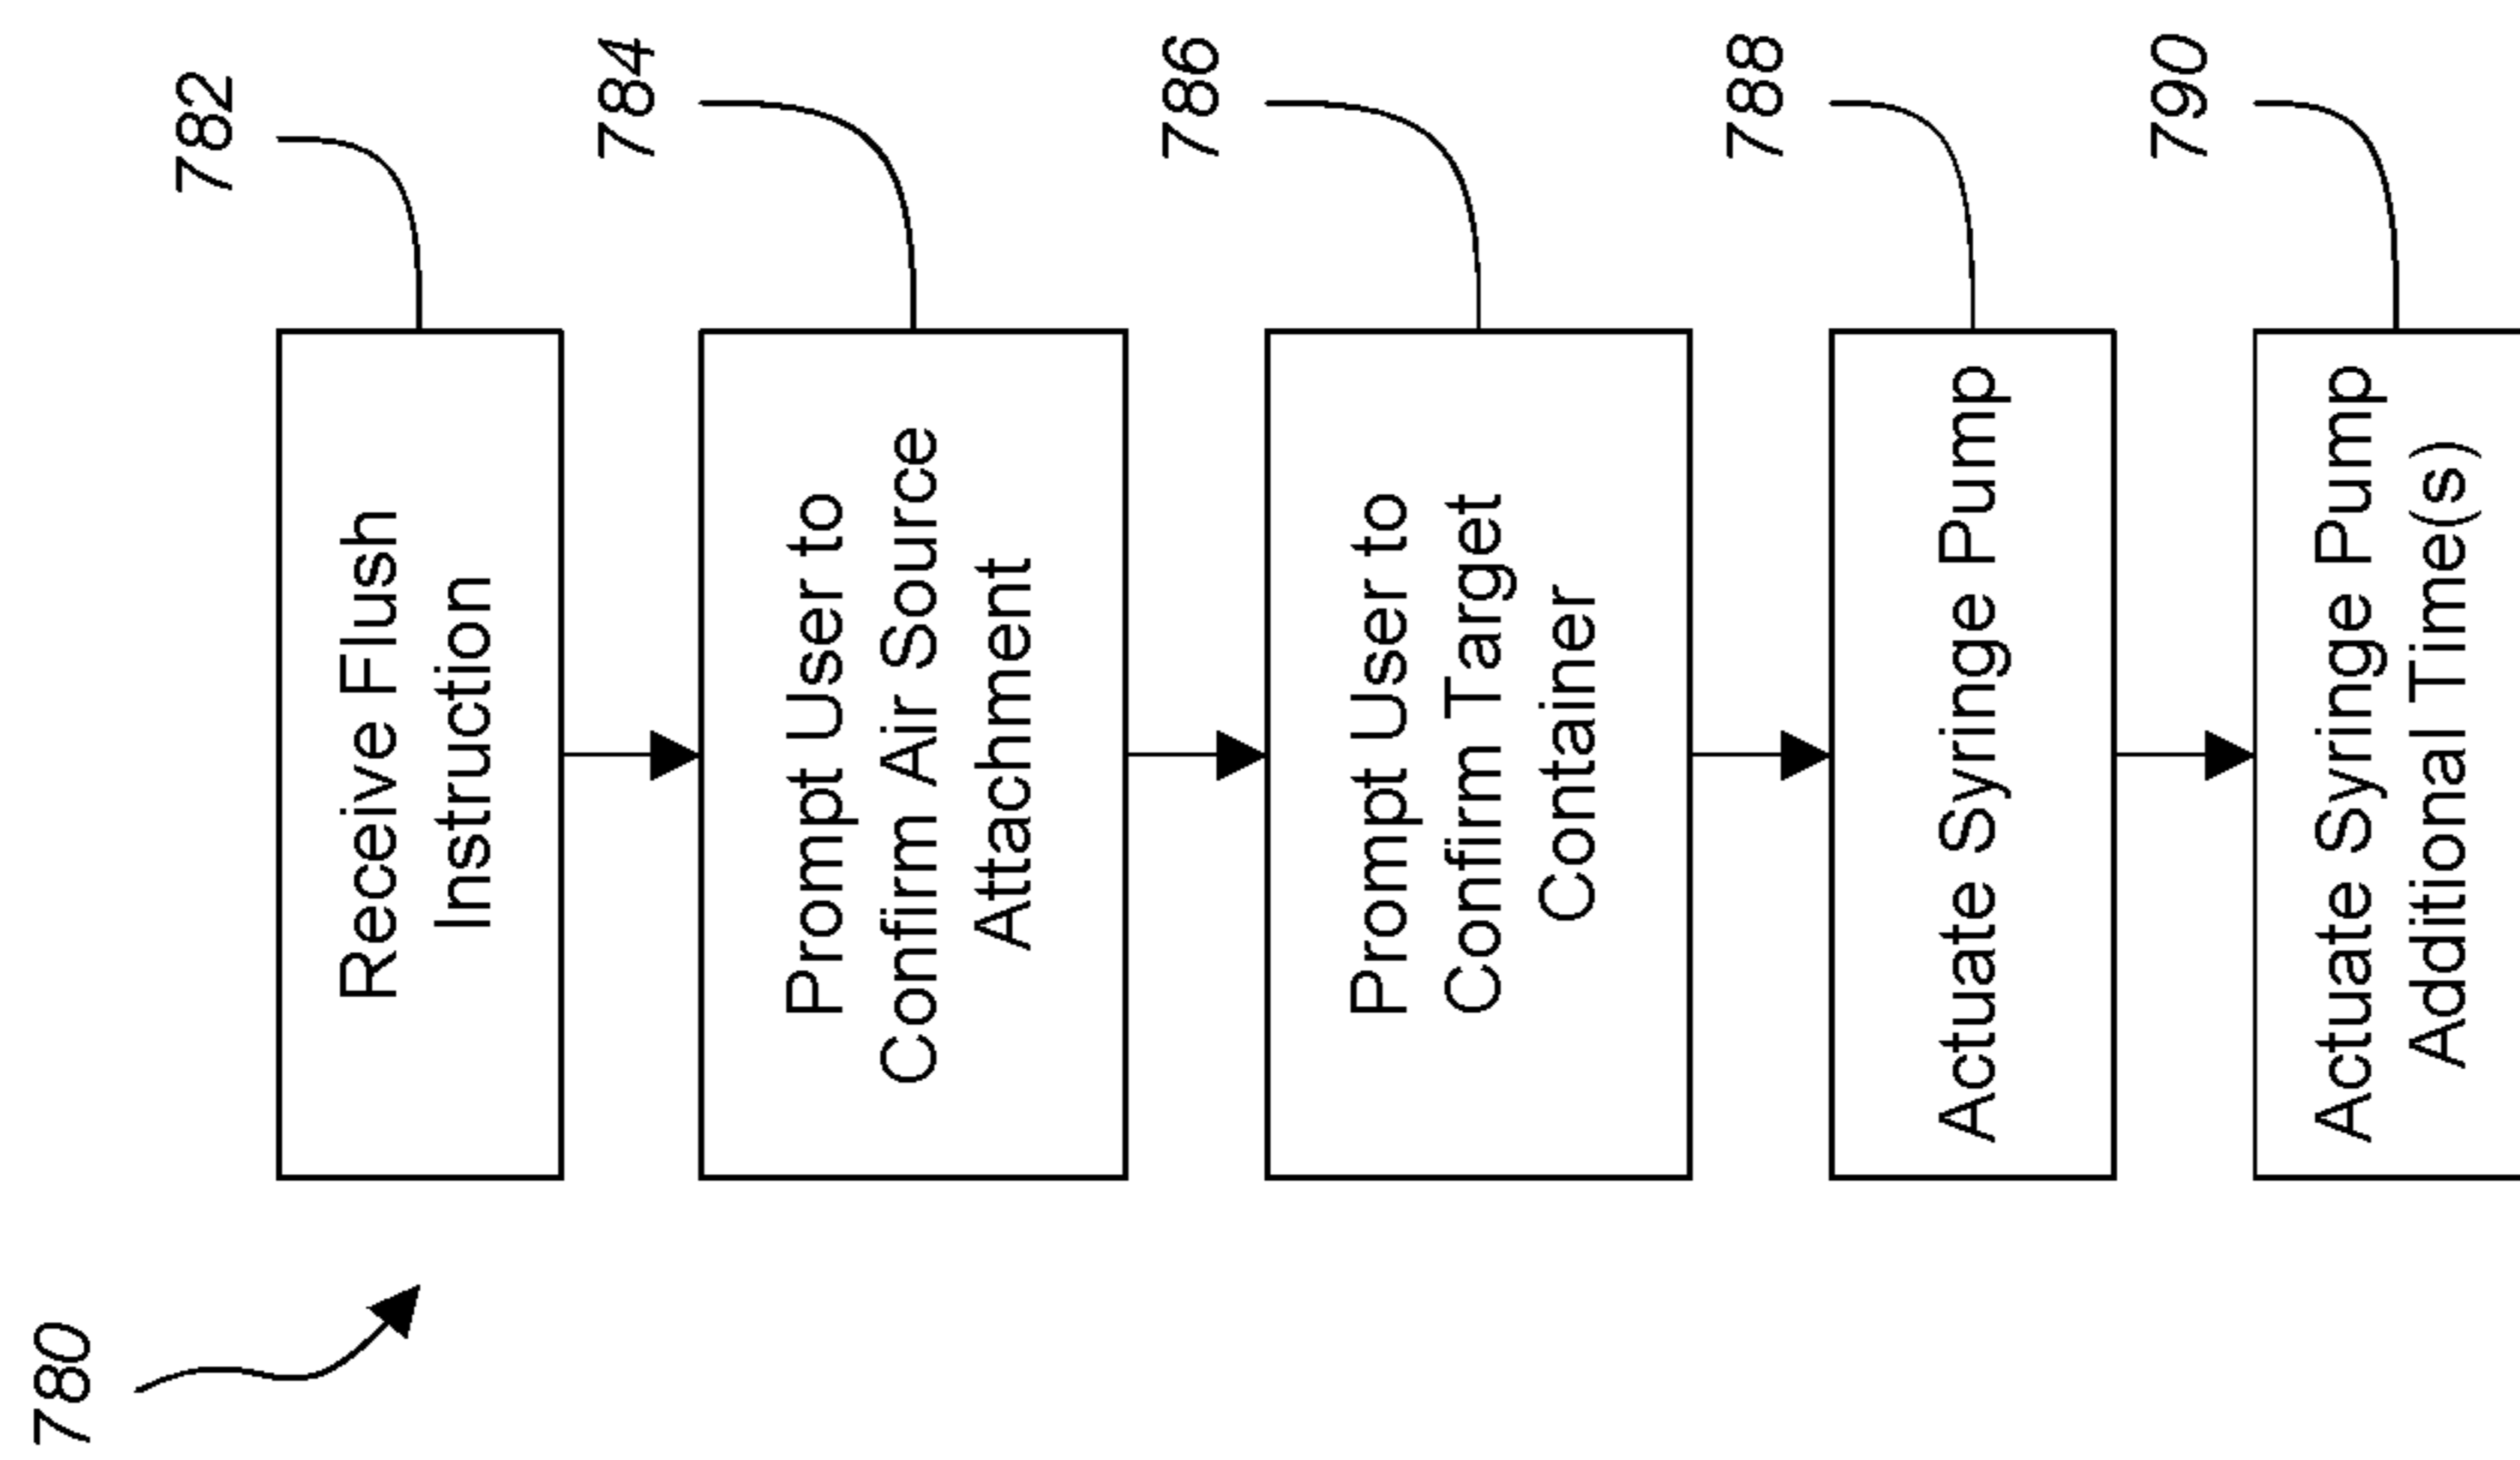 780
782
Receive Flush
Instruction
784
Prompt User to
Confirm Air Source
Attachment
786
Prompt User to
Confirm Target
Container
788
Actuate Syringe Pump
790
Actuate Syringe Pump
Additional Time(s)